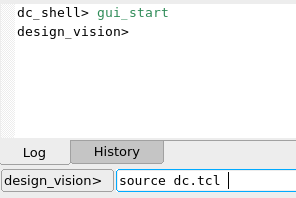 dc_shell> gui_start
design_vision>
Log History
design_vision> source dc.tcl